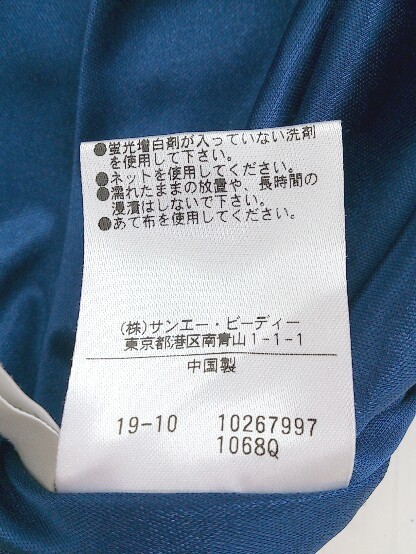 ●蛍光増白剤が入っていない洗剤
を使用して下さい。
●ネットを使用してください。
●濡れたままの放置や、長時間の
浸漬はしないで下さい。
●あて布を使用してください。
(株)サンエー・ビーディー
東京都港区南青山1-1-1
中国製
19-10 10267997
1068Q